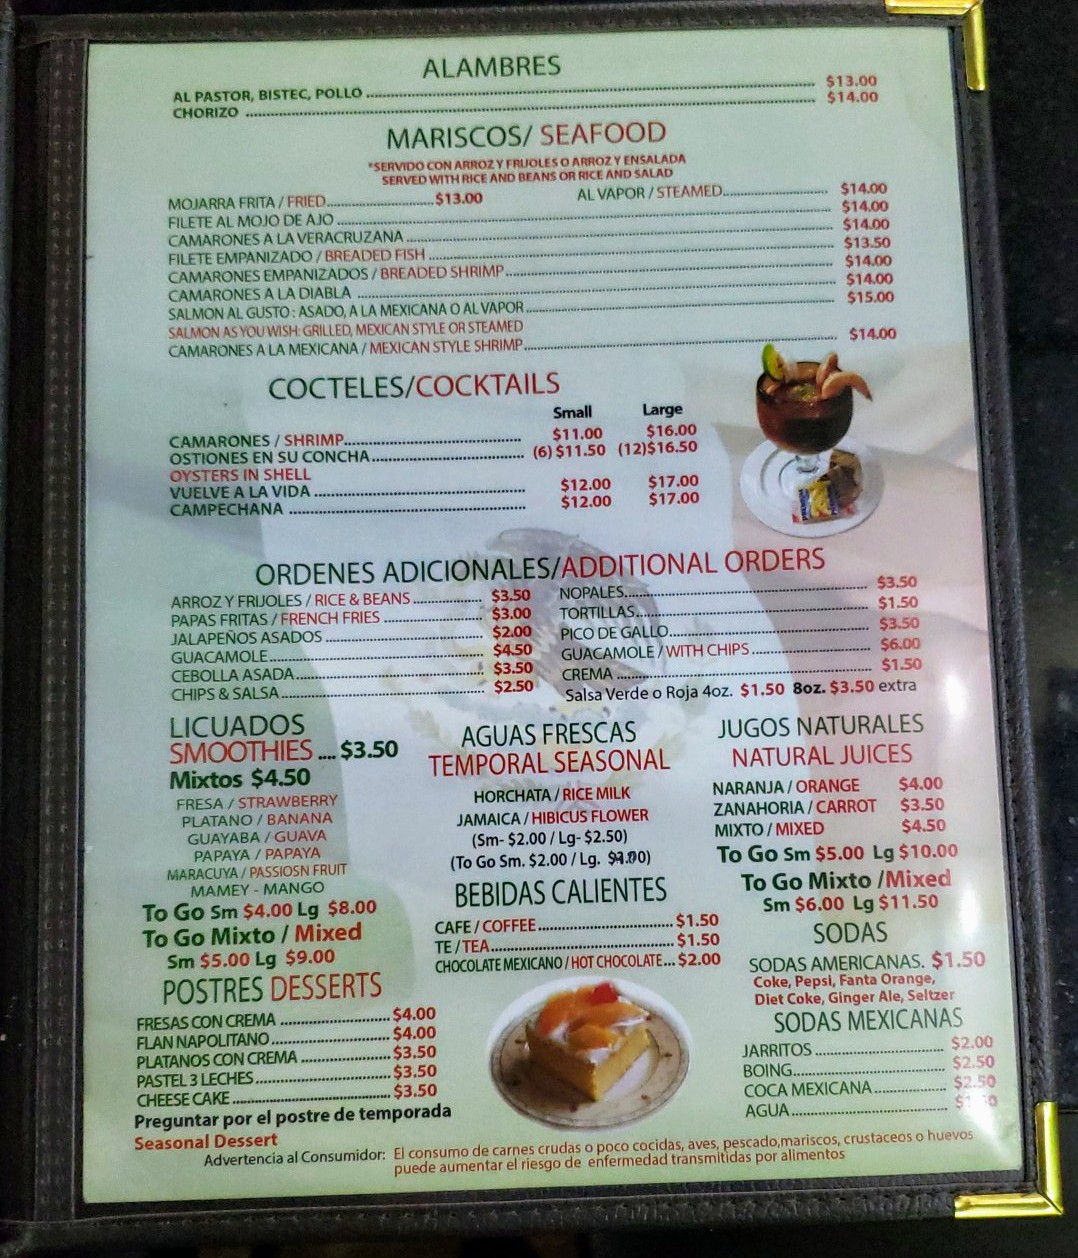 ALAMBRES
AL PASTOR, BISTEC, POLLO $13.00
CHORIZO $14.00
MARISCOS/ SEAFOOD
*SERVIDO CON ARROZ Y FRIJOLES O ARROZ Y ENSALADA
SERVED WITH RICE AND BEANS OR RICE AND SALAD
MOJARRA FRITA / FRIED $13.00 AL VAPOR / STEAMED $14.00
FILETE AL MOJO DE AJO $14.00
CAMARONES A LA VERACRUZANA $14.00
FILETE EMPANIZADO / BREADED FISH $13.50
CAMARONES EMPANIZADOS / BREADED SHRIMP $14.00
CAMARONES A LA DIABLA $14.00
SALMON AL GUSTO : ASADO, A LA MEXICANA O AL VAPOR $15.00
SALMON AS YOU WISH: GRILLED, MEXICAN STYLE OR STEAMED
CAMARONES A LA MEXICANA / MEXICAN STYLE SHRIMP $14.00
COCTELES/COCKTAILS
Small Large
CAMARONES / SHRIMP $11.00 $16.00
OSTIONES EN SU CONCHA (6) $11.50 (12)$16.50
OYSTERS IN SHELL
VUELVE A LA VIDA $12.00 $17.00
CAMPECHANA $12.00 $17.00
ORDENES ADICIONALES/ADDITIONAL ORDERS
ARROZ Y FRIJOLES / RICE & BEANS $3.50
PAPAS FRITAS / FRENCH FRIES $3.00
JALAPEÑOS ASADOS $2.00
GUACAMOLE $4.50
CEBOLLA ASADA $3.50
CHIPS & SALSA $2.50
NOPALES $3.50
TORTILLAS $1.50
PICO DE GALLO $3.50
GUACAMOLE / WITH CHIPS $6.00
CREMA $1.50
Salsa Verde o Roja 4oz. $1.50 8oz. $3.50 extra
LICUADOS
SMOOTHIES .... $3.50
Mixtos $4.50
FRESA / STRAWBERRY
PLATANO / BANANA
GUAYABA / GUAVA
PAPAYA / PAPAYA
MARACUYA / PASSIOSN FRUIT
MAMEY - MANGO
To Go Sm $4.00 Lg $8.00
To Go Mixto / Mixed
Sm $5.00 Lg $9.00
POSTRES DESSERTS
FRESAS CON CREMA $4.00
FLAN NAPOLITANO $4.00
PLATANOS CON CREMA $3.50
PASTEL 3 LECHES $3.50
CHEESE CAKE $3.50
Preguntar por el postre de temporada
Seasonal Dessert
AGUAS FRESCAS
TEMPORAL SEASONAL
HORCHATA / RICE MILK
JAMAICA / HIBICUS FLOWER
(Sm- $2.00 / Lg- $2.50)
(To Go Sm. $2.00 / Lg.
BEBIDAS CALIENTES
CAFE / COFFEE $1.50
TE / TEA $1.50
CHOCOLATE MEXICANO / HOT CHOCOLATE... $2.00
JUGOS NATURALES
NATURAL JUICES
NARANJA / ORANGE $4.00
ZANAHORIA / CARROT $3.50
MIXTO / MIXED $4.50
To Go Sm $5.00 Lg $10.00
To Go Mixto /Mixed
Sm $6.00 Lg $11.50
SODAS
SODAS AMERICANAS. $1.50
Coke, Pepsi, Fanta Orange,
Diet Coke, Ginger Ale, Seltzer
SODAS MEXICANAS
JARRITOS $2.00
BOING $2.50
COCA MEXICANA $2.50
AGUA
Advertencia al Consumidor: El consumo de carnes crudas o poco cocidas, aves, pescado,mariscos, crustaceos o huevos
puede aumentar el riesgo de enfermedad transmitidas por alimentos